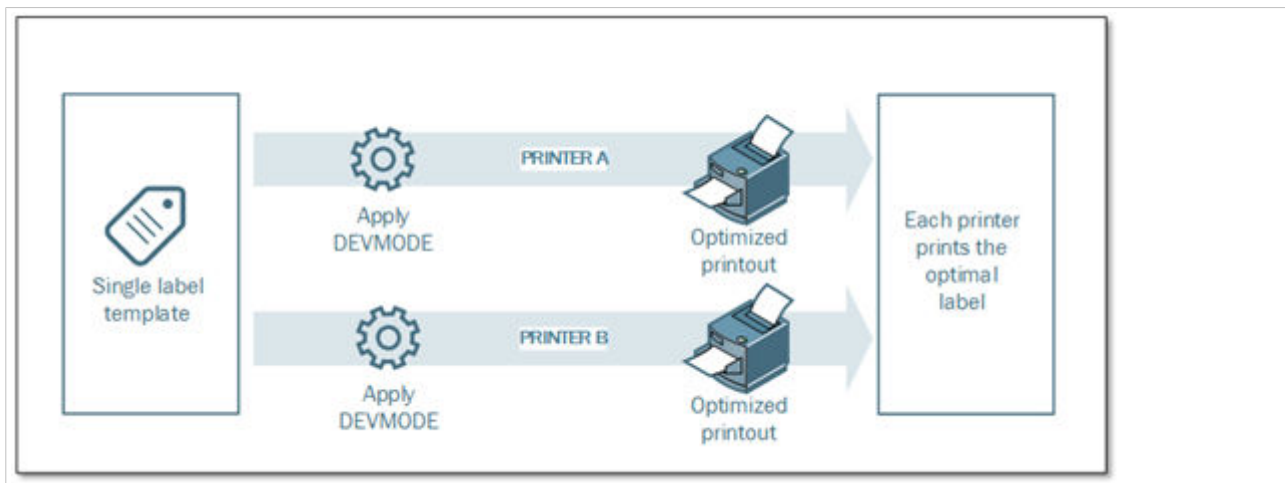 Single label
template
Apply
DEVMODE
PRINTER A
Optimized
printout
Apply
DEVMODE
PRINTER B
Optimized
printout
Each printer
prints the
optimal
label